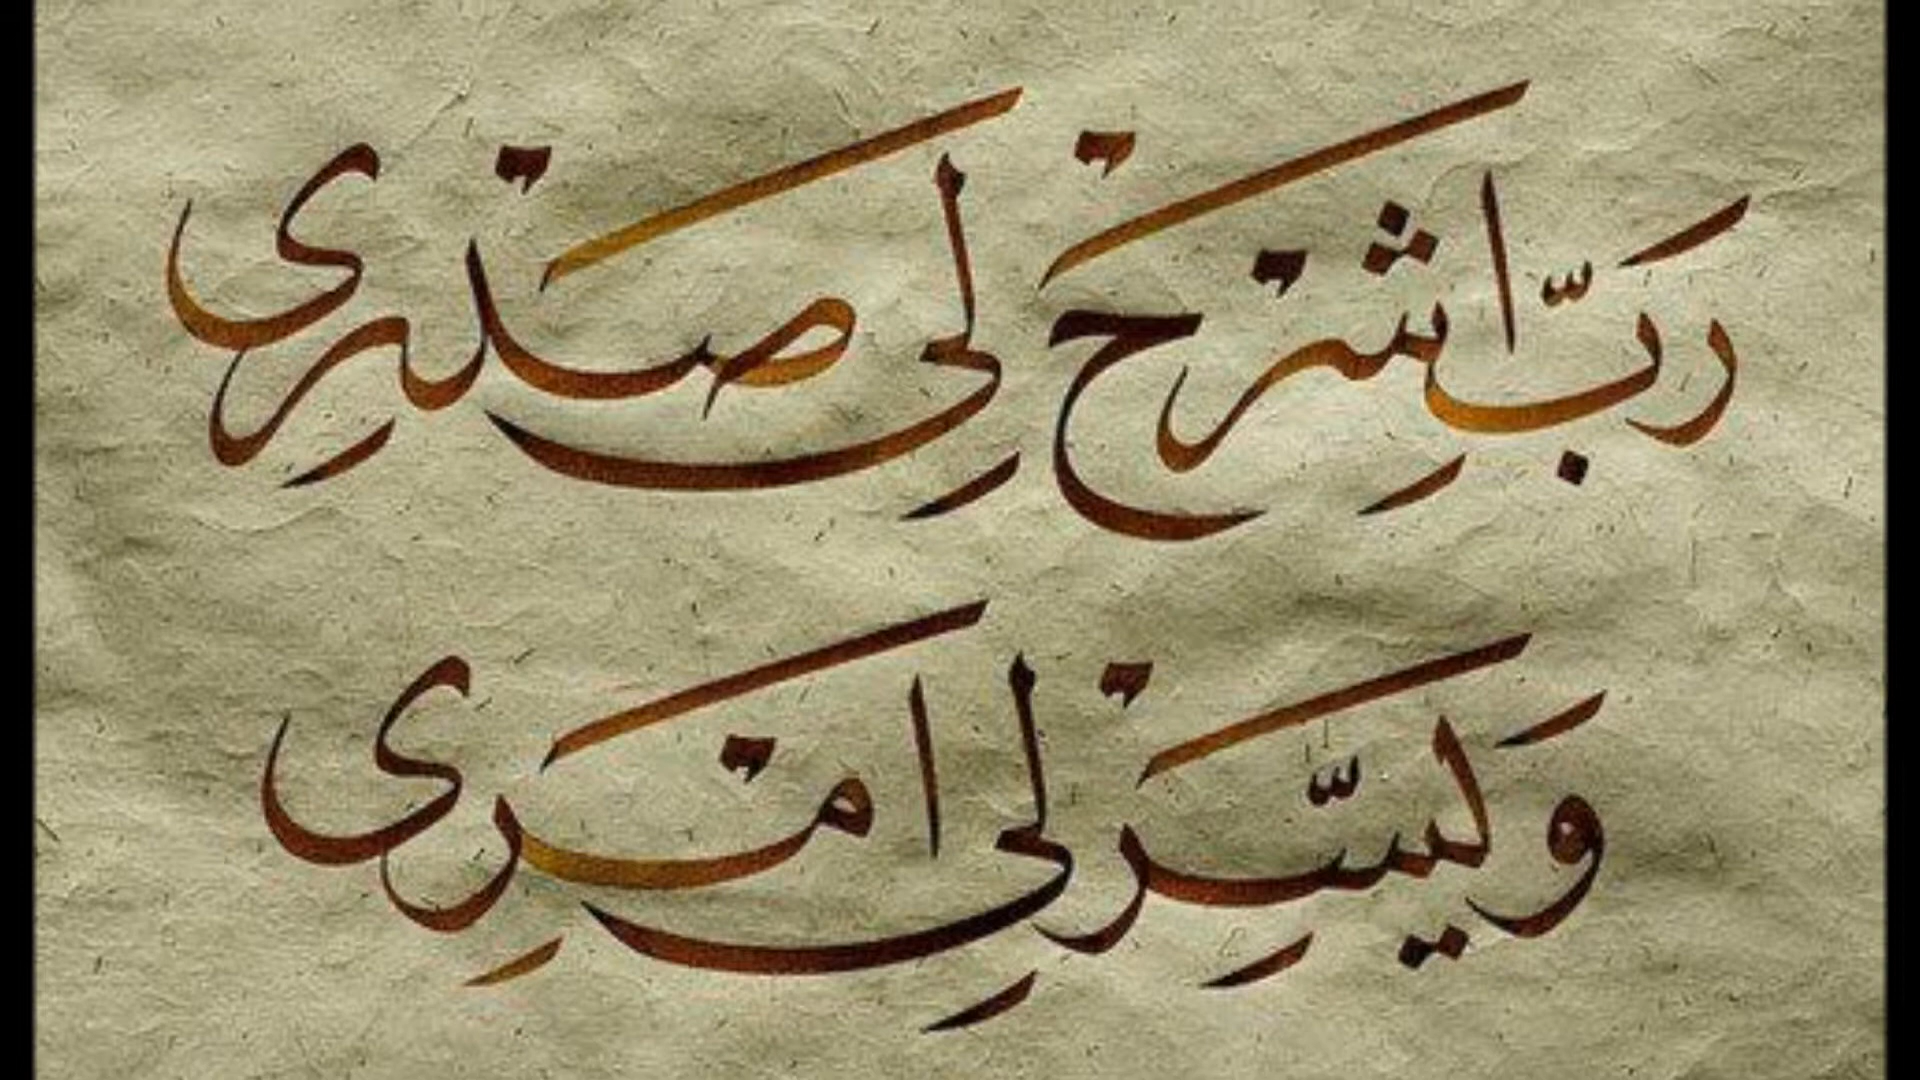 رَبِّ اشْرَحْ لِي صَدْرِي
وَيَسِّرْ لِي أَمْرِي